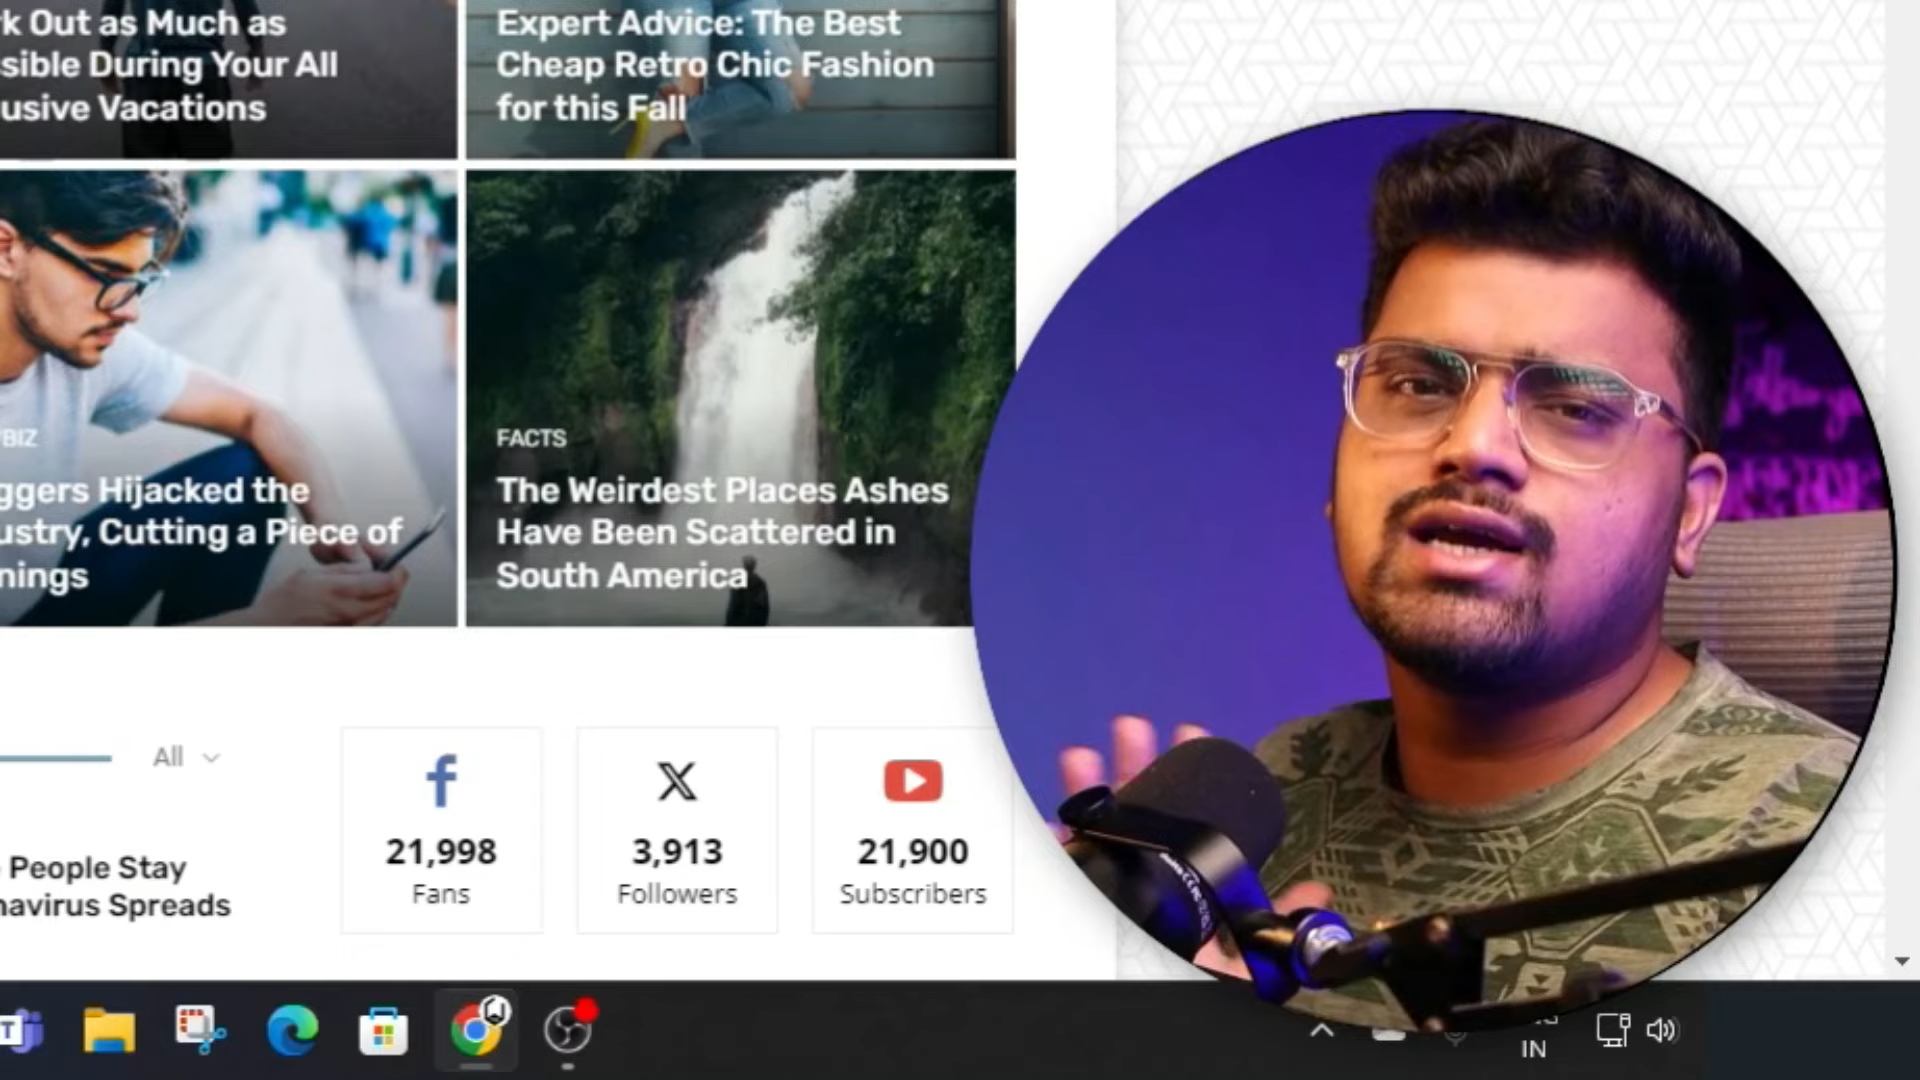 k Out as Much as
sible During Your All
usive Vacations
Expert Advice: The Best
Cheap Retro Chic Fashion
for this Fall
BIZ
ggers Hijacked the
ustry, Cutting a Piece of
nings
FACTS
The Weirdest Places Ashes
Have Been Scattered in
South America
All
People Stay
navirus Spreads
21,998
Fans
3,913
Followers
21,900
Subscribers
T
IN